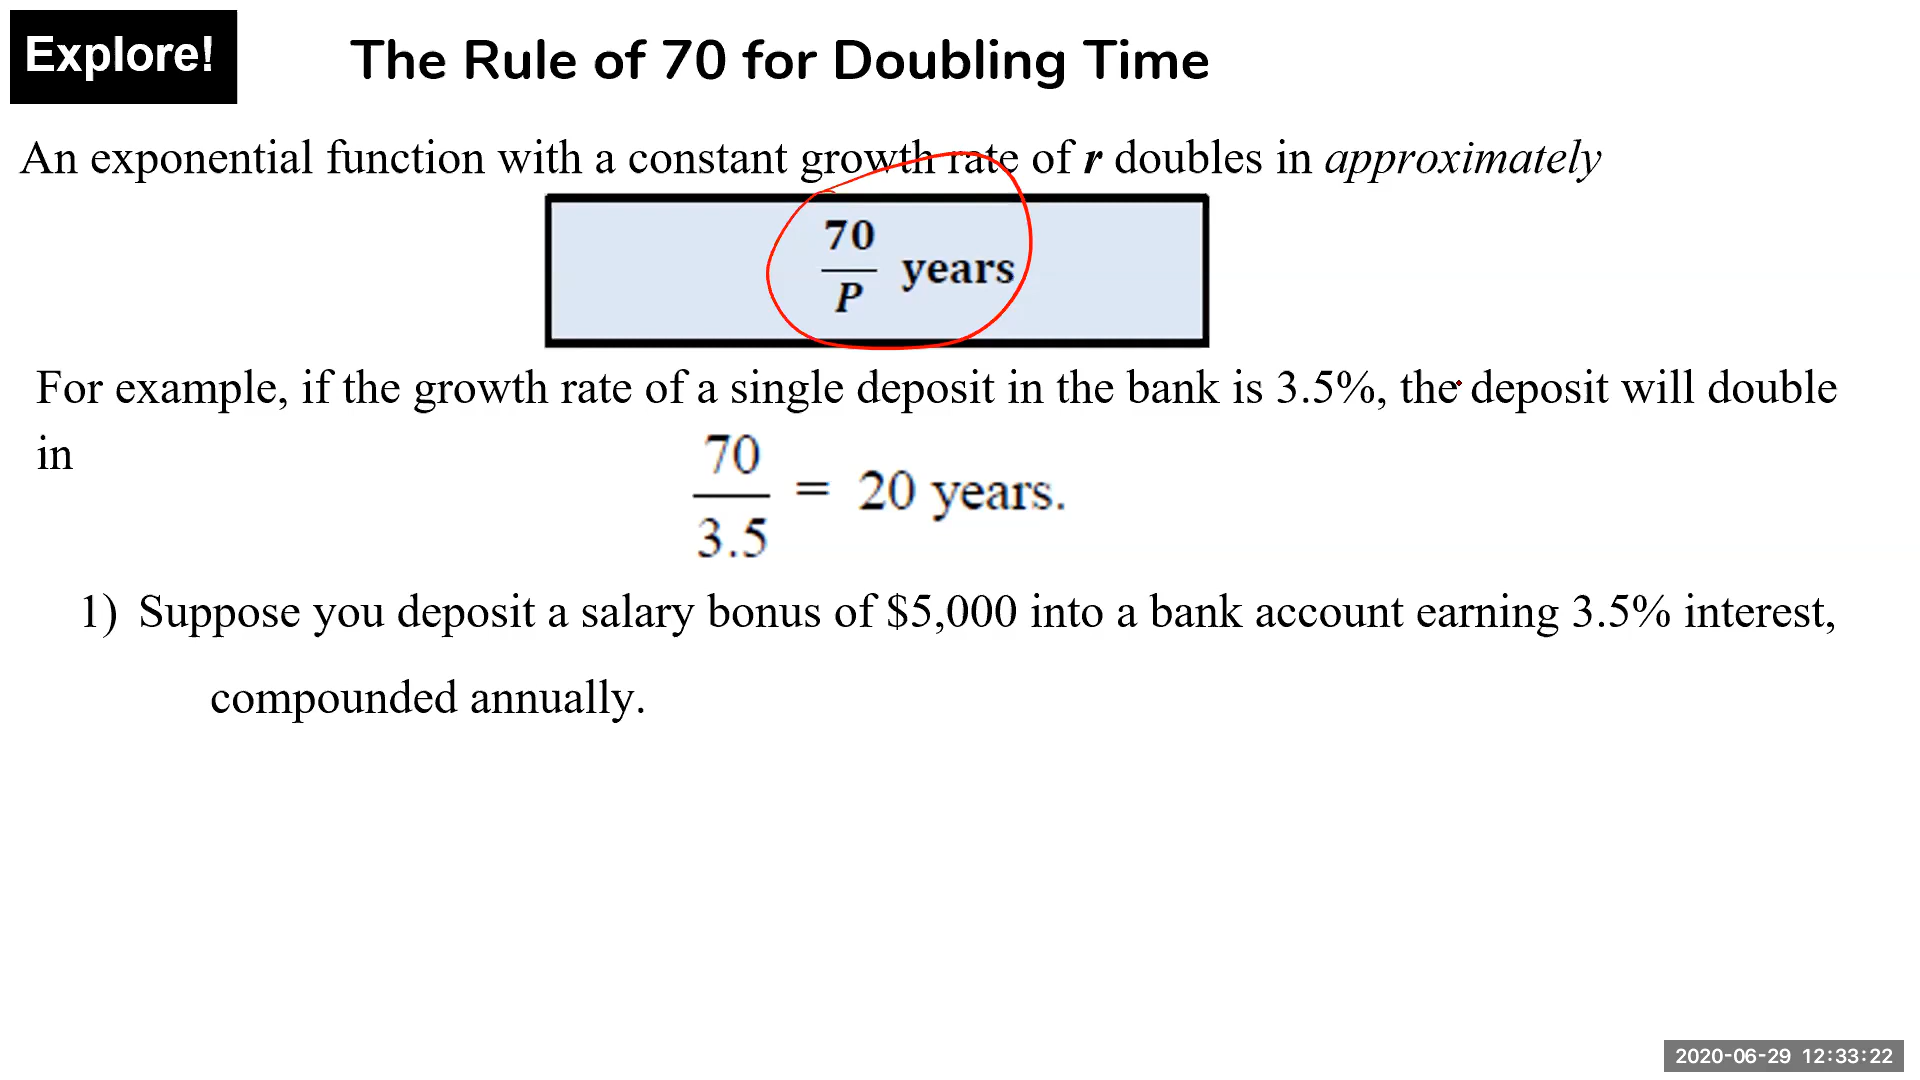 Explore!
The Rule of 70 for Doubling Time
An exponential function with a constant growth rate of r doubles in approximately
70
P
years
For example, if the growth rate of a single deposit in the bank is 3.5%, the deposit will double
in
70
3.5
= 20 years.
1) Suppose you deposit a salary bonus of $5,000 into a bank account earning 3.5% interest,
compounded annually.
2020-06-29 12:33:22